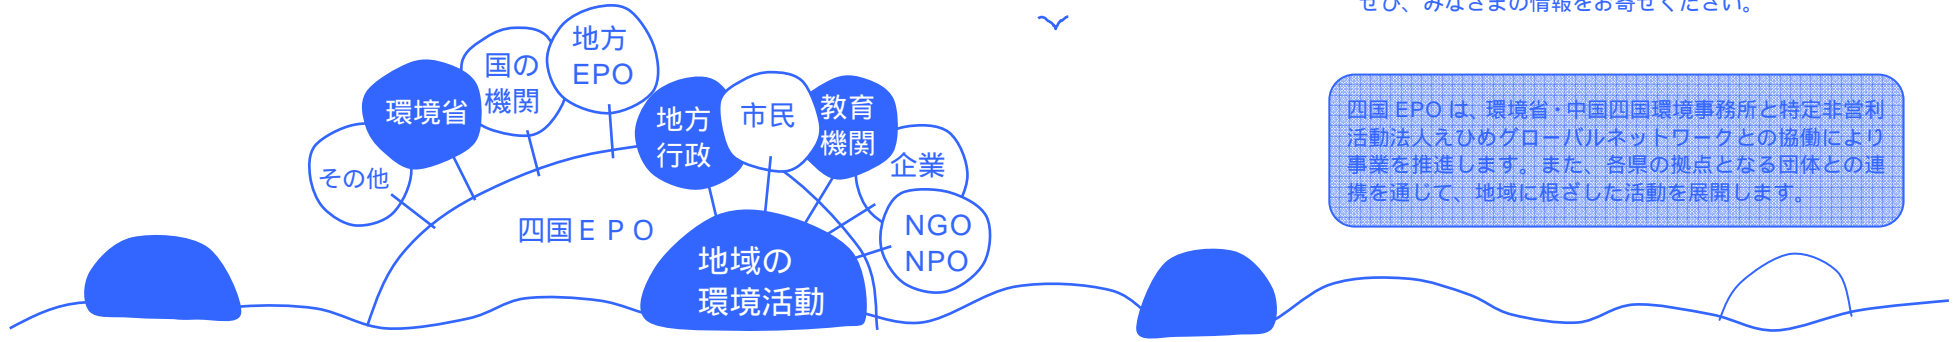 ぜひ、みなさまの情報をお寄せください。
地方
EPO
国の
機関
環境省
その他
地方
行政
市民
教育
機関
企業
NGO
NPO
四国ＥＰＯ
地域の
環境活動
四国 EPO は、環境省・中国四国環境事務所と特定非営利
活動法人えひめグローバルネットワークとの協働により
事業を推進します。また、各県の拠点となる団体との連
携を通じて、地域に根ざした活動を展開します。